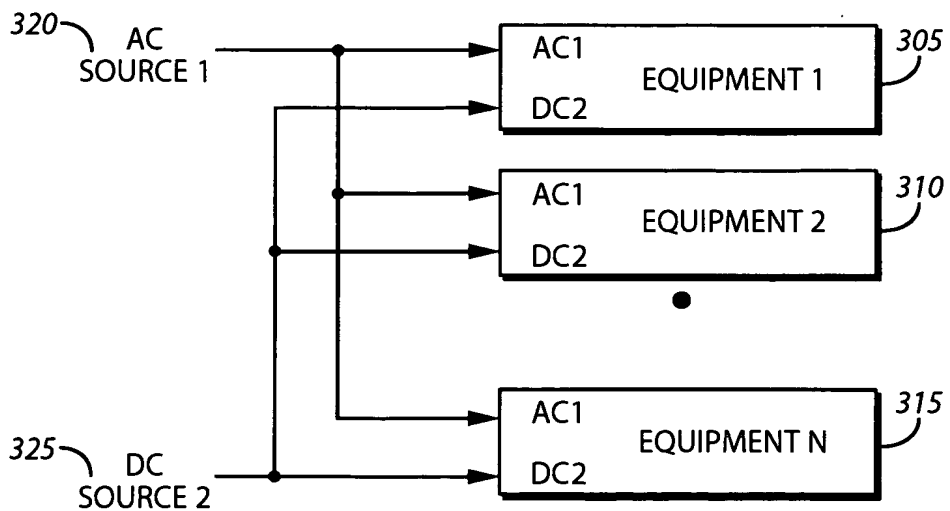 320
AC
SOURCE 1
AC1
DC2
EQUIPMENT 1
305
AC1
DC2
EQUIPMENT 2
310
AC1
DC2
EQUIPMENT N
315
325
DC
SOURCE 2